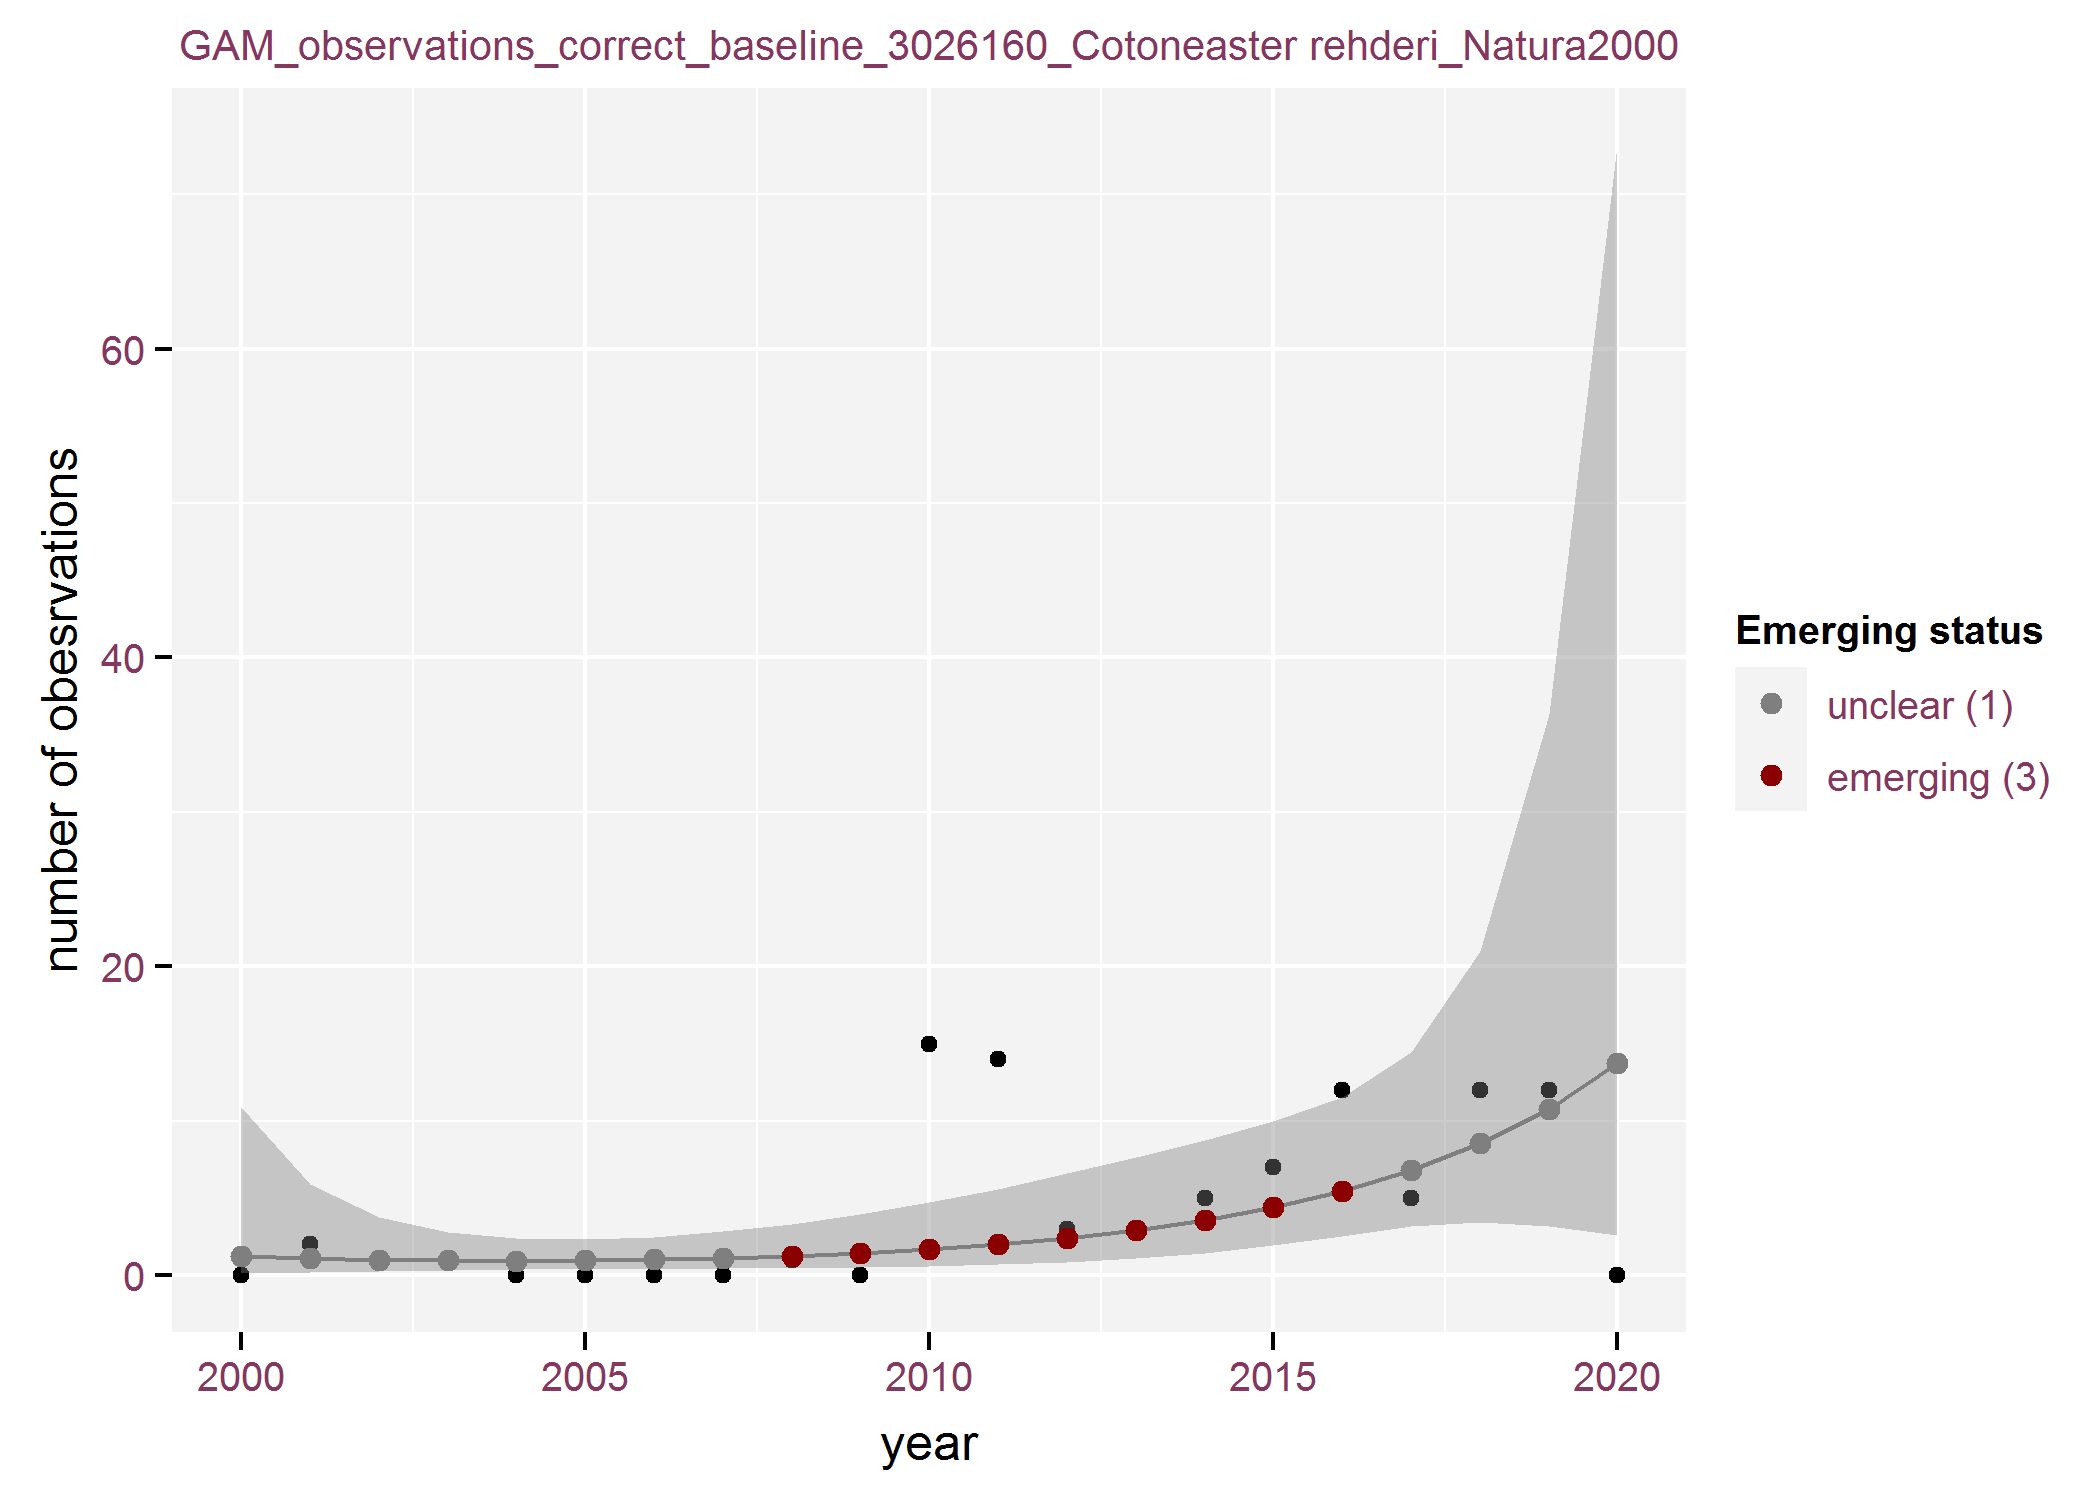 GAM_observations_correct_baseline_3026160_Cotoneaster rehderi_Natura2000
number of obesrvations
60
40
20
0
2000 2005 2010 2015 2020
year
Emerging status
unclear (1)
emerging (3)